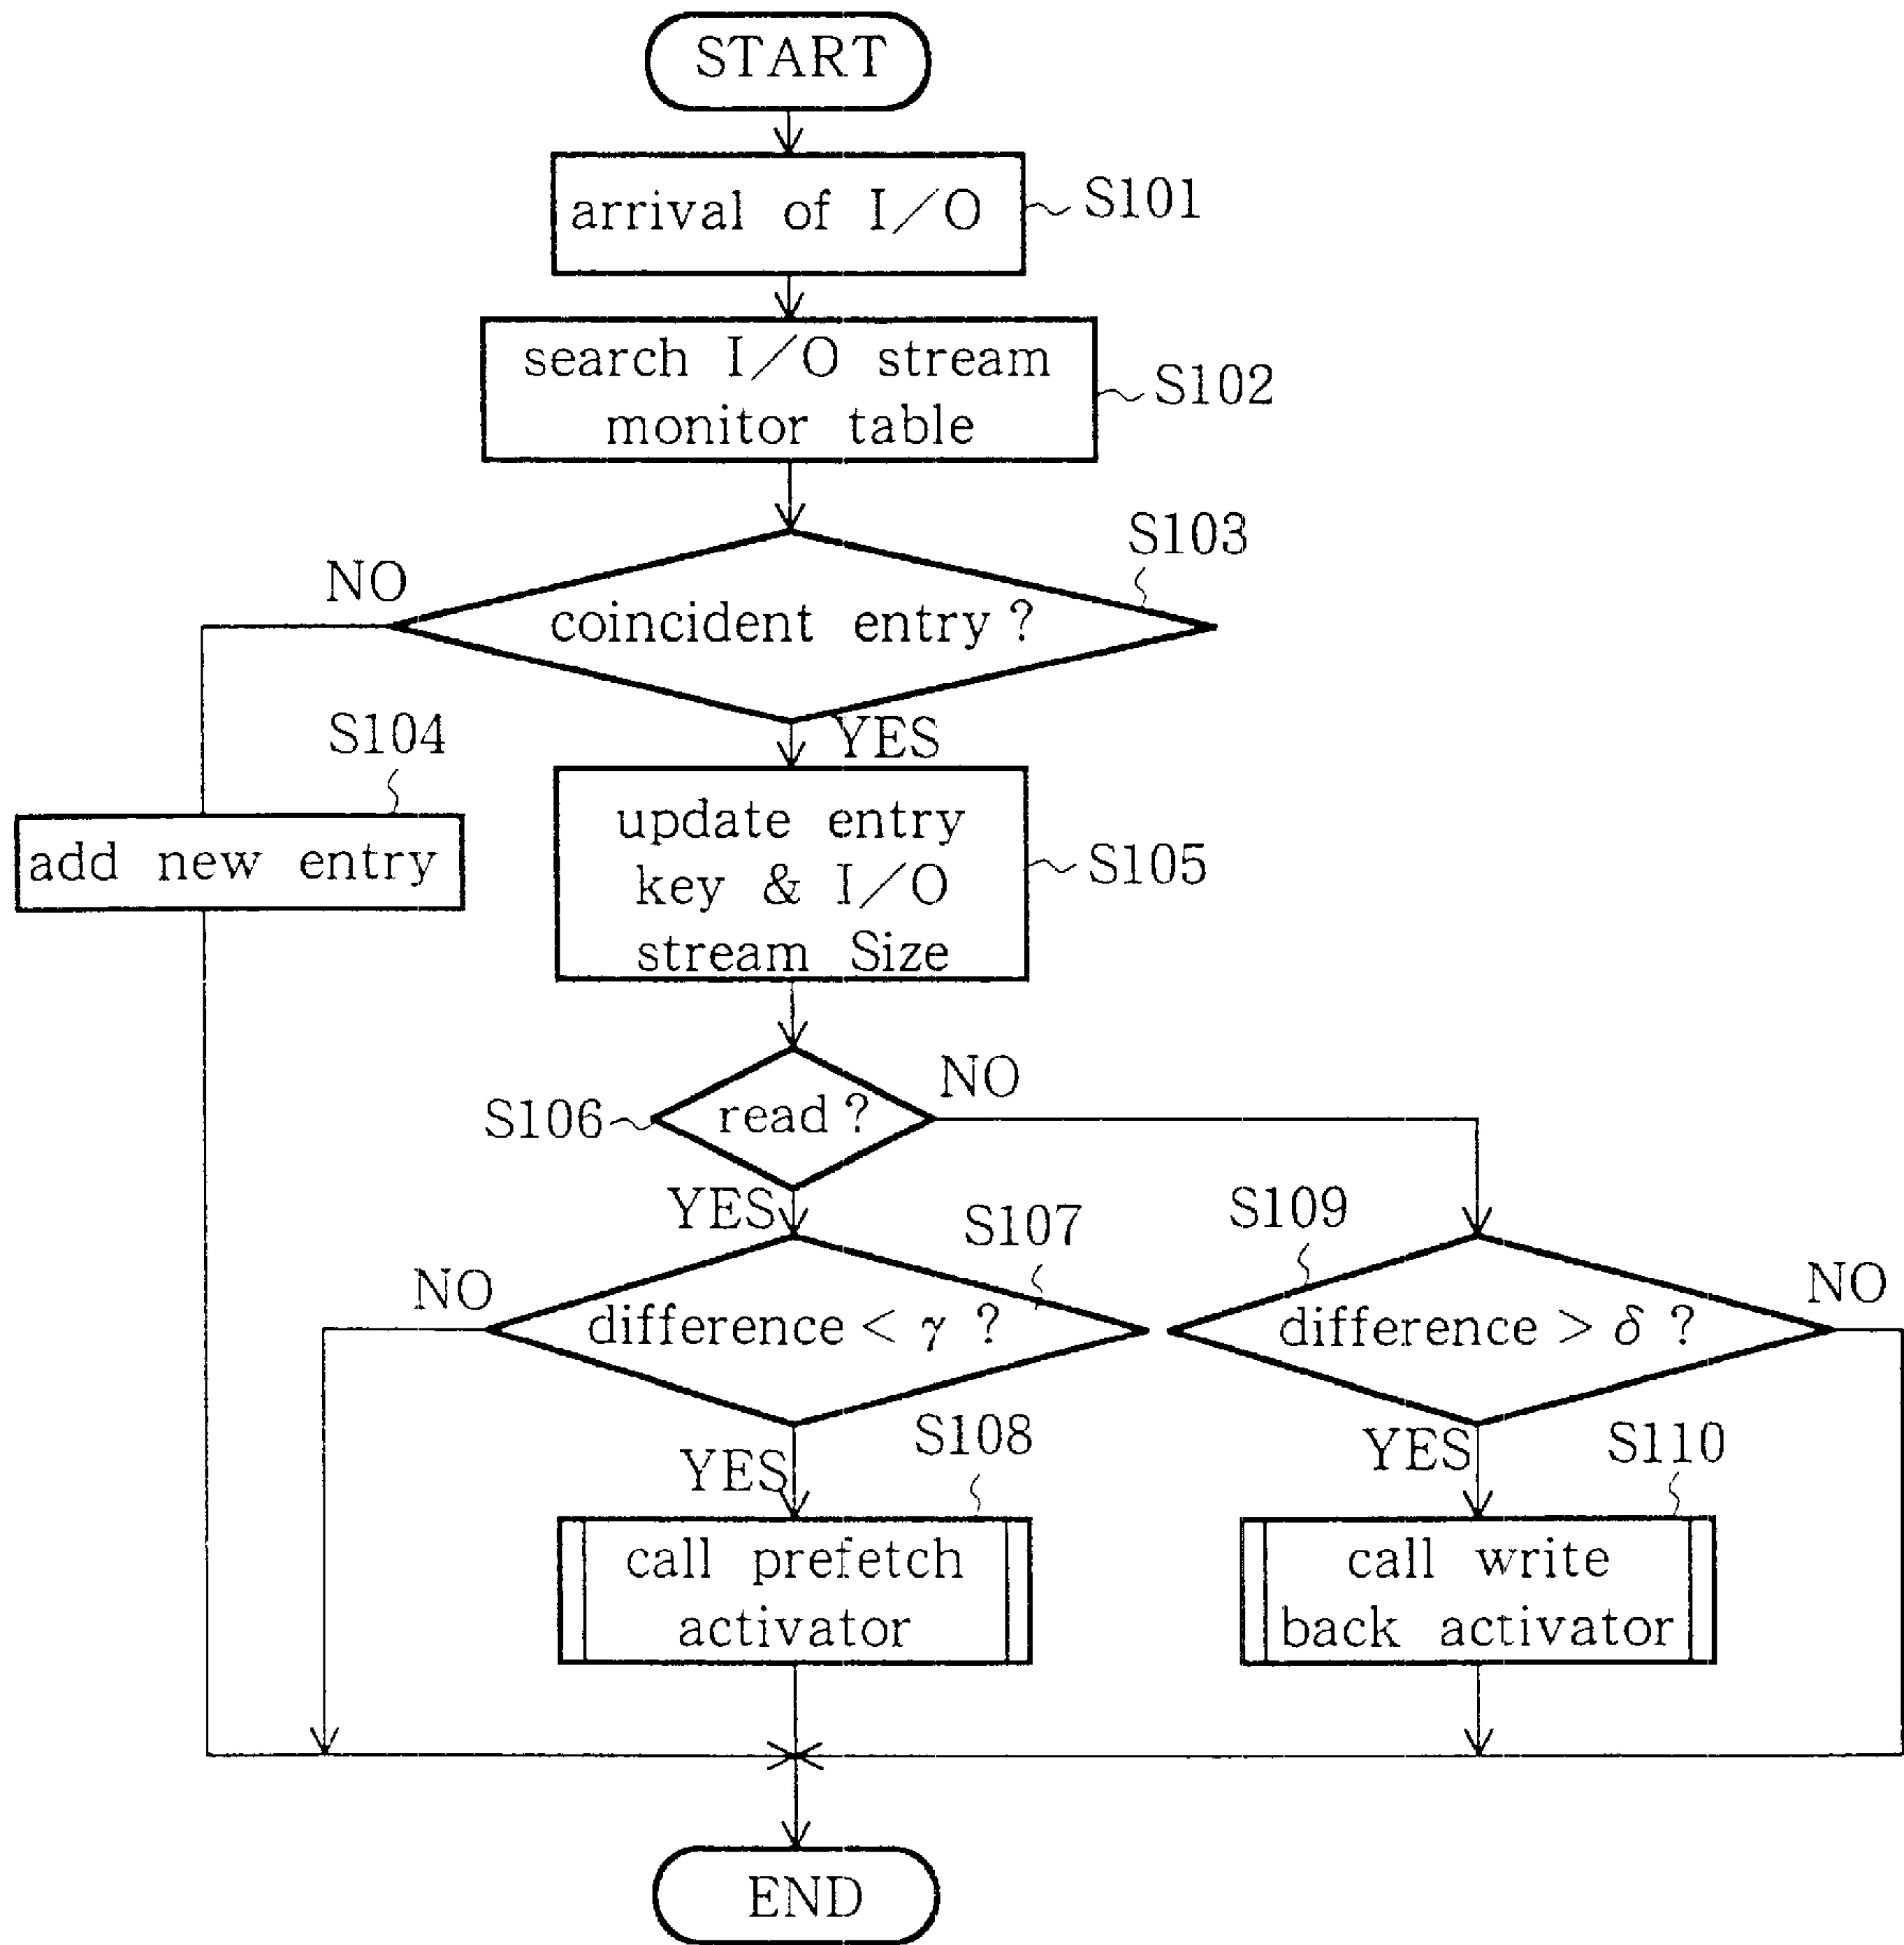 START
arrival of I/O
S101
search I/O stream
monitor table
S102
S103
NO
coincident entry?
YES
S104
add new entry
update entry
key & I/O
stream Size
S105
S106
read?
NO
YES
S107
NO
difference < γ ?
S109
difference > δ ?
NO
YES
S108
call prefetch
activator
YES
S110
call write
back activator
END